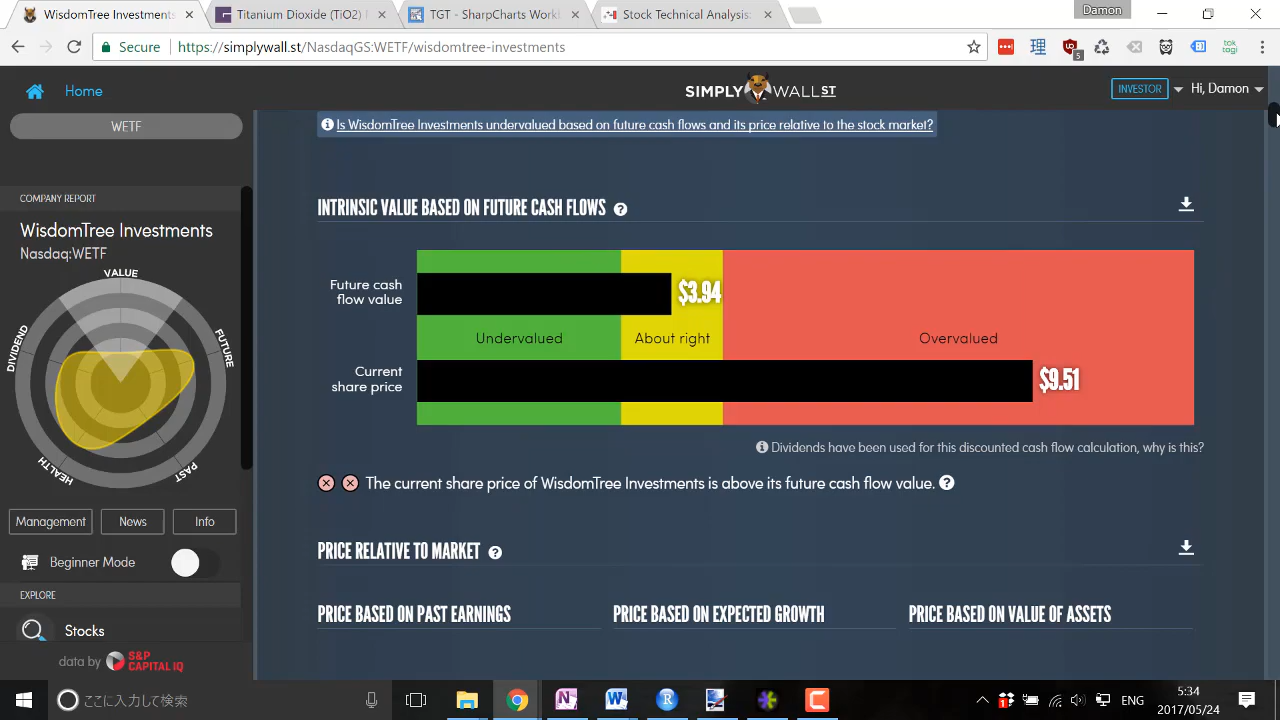 WisdomTree Investments
Titanium Dioxide (TiO2)
TGT - SharpCharts Work
Stock Technical Analysis:
Damon
Secure
https://simplywall.st/NasdaqGS:WETF/wisdomtree-investments
5
tok
tagi
Home
SIMPLY WALL ST
INVESTOR
Hi, Damon
WETF
Is WisdomTree Investments undervalued based on future cash flows and its price relative to the stock market?
COMPANY REPORT
WisdomTree Investments
Nasdaq:WETF
VALUE
FUTURE
PAST
HEALTH
DIVIDEND
Management
News
Info
Beginner Mode
EXPLORE
Stocks
data by
S&P
CAPITAL IQ
INTRINSIC VALUE BASED ON FUTURE CASH FLOWS
Future cash
flow value
$3.94
Undervalued
About right
Overvalued
Current
share price
$9.51
Dividends have been used for this discounted cash flow calculation, why is this?
The current share price of WisdomTree Investments is above its future cash flow value.
PRICE RELATIVE TO MARKET
PRICE BASED ON PAST EARNINGS
PRICE BASED ON EXPECTED GROWTH
PRICE BASED ON VALUE OF ASSETS
ここに入力して検索
1
ENG
5:34
2017/05/24